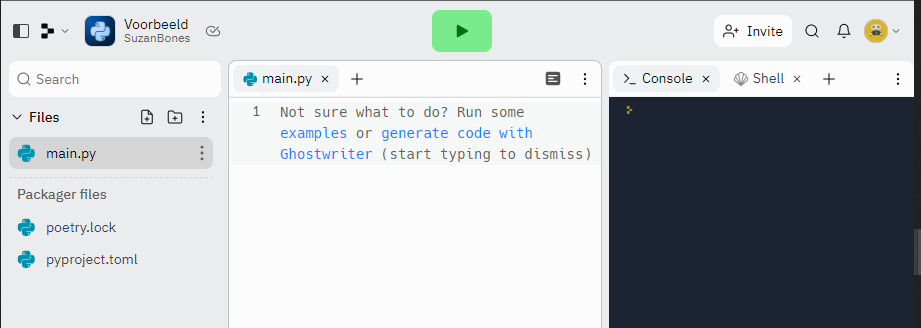 Voorbeeld
SuzanBones
Invite
Search
main.py
Console
Shell
Files
1 Not sure what to do? Run some
examples or generate code with
Ghostwriter (start typing to dismiss)
main.py
Packager files
poetry.lock
pyproject.toml